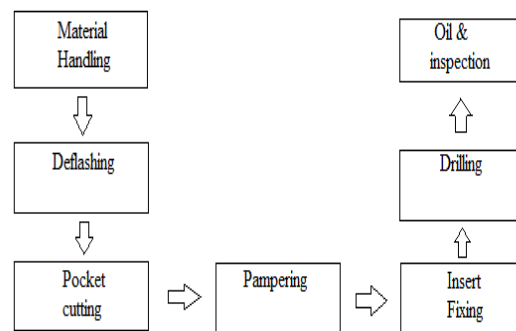 Material
Handling
Deflashing
Pocket
cutting
Pampering
Insert
Fixing
Drilling
Oil &
inspection